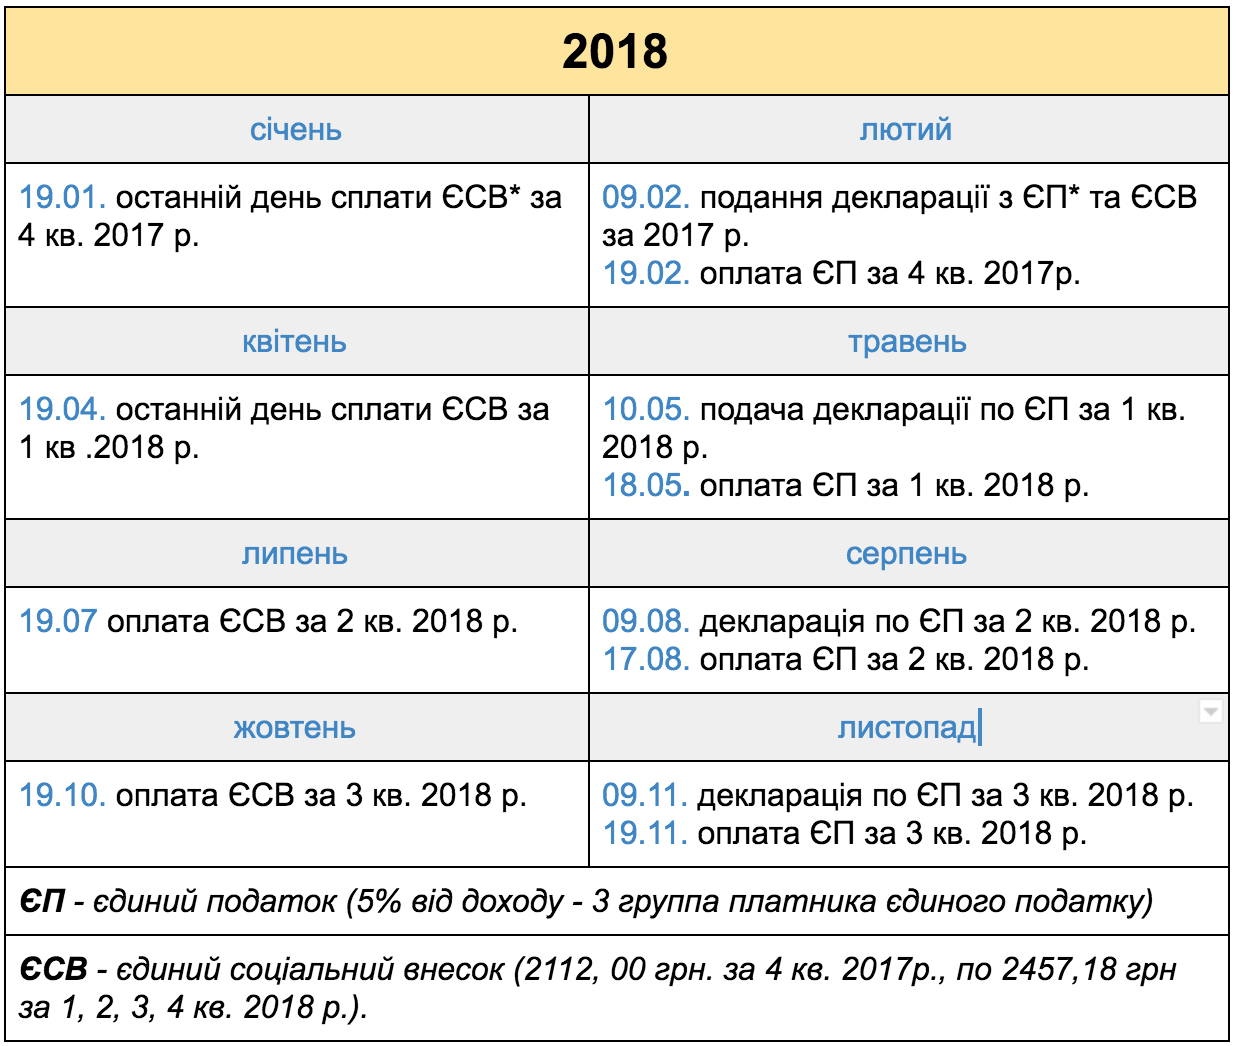 2018
січень
лютий
19.01. останній день сплати ЄСВ* за
4 кв. 2017 р.
09.02. подання декларації з ЄП* та ЄСВ
за 2017 р.
19.02. оплата ЄП за 4 кв. 2017р.
квітень
травень
19.04. останній день сплати ЄСВ за
1 кв .2018 р.
10.05. подача декларації по ЄП за 1 кв.
2018 р.
18.05. оплата ЄП за 1 кв. 2018 р.
липень
серпень
19.07 оплата ЄСВ за 2 кв. 2018 р.
09.08. декларація по ЄП за 2 кв. 2018 р.
17.08. оплата ЄП за 2 кв. 2018 р.
жовтень
листопад
19.10. оплата ЄСВ за 3 кв. 2018 р.
09.11. декларація по ЄП за 3 кв. 2018 р.
19.11. оплата ЄП за 3 кв. 2018 р.
ЄП - єдиний податок (5% від доходу - 3 группа платника єдиного податку)
ЄСВ - єдиний соціальний внесок (2112, 00 грн. за 4 кв. 2017р., по 2457,18 грн
за 1, 2, 3, 4 кв. 2018 р.).